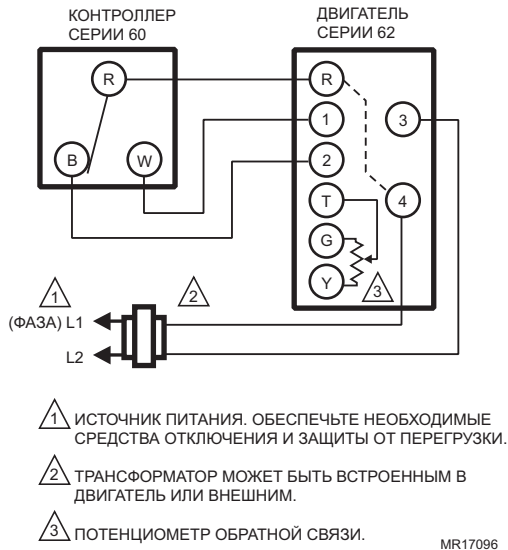 КОНТРОЛЛЕР
СЕРИИ 60
ДВИГАТЕЛЬ
СЕРИИ 62
R
B
W
R
1
2
T
G
Y
3
4
3
1
2
(ФАЗА) L1
L2
1 ИСТОЧНИК ПИТАНИЯ. ОБЕСПЕЧЬТЕ НЕОБХОДИМЫЕ
СРЕДСТВА ОТКЛЮЧЕНИЯ И ЗАЩИТЫ ОТ ПЕРЕГРУЗКИ.
2 ТРАНСФОРМАТОР МОЖЕТ БЫТЬ ВСТРОЕННЫМ В
ДВИГАТЕЛЬ ИЛИ ВНЕШНИМ.
3 ПОТЕНЦИОМЕТР ОБРАТНОЙ СВЯЗИ.
MR17096